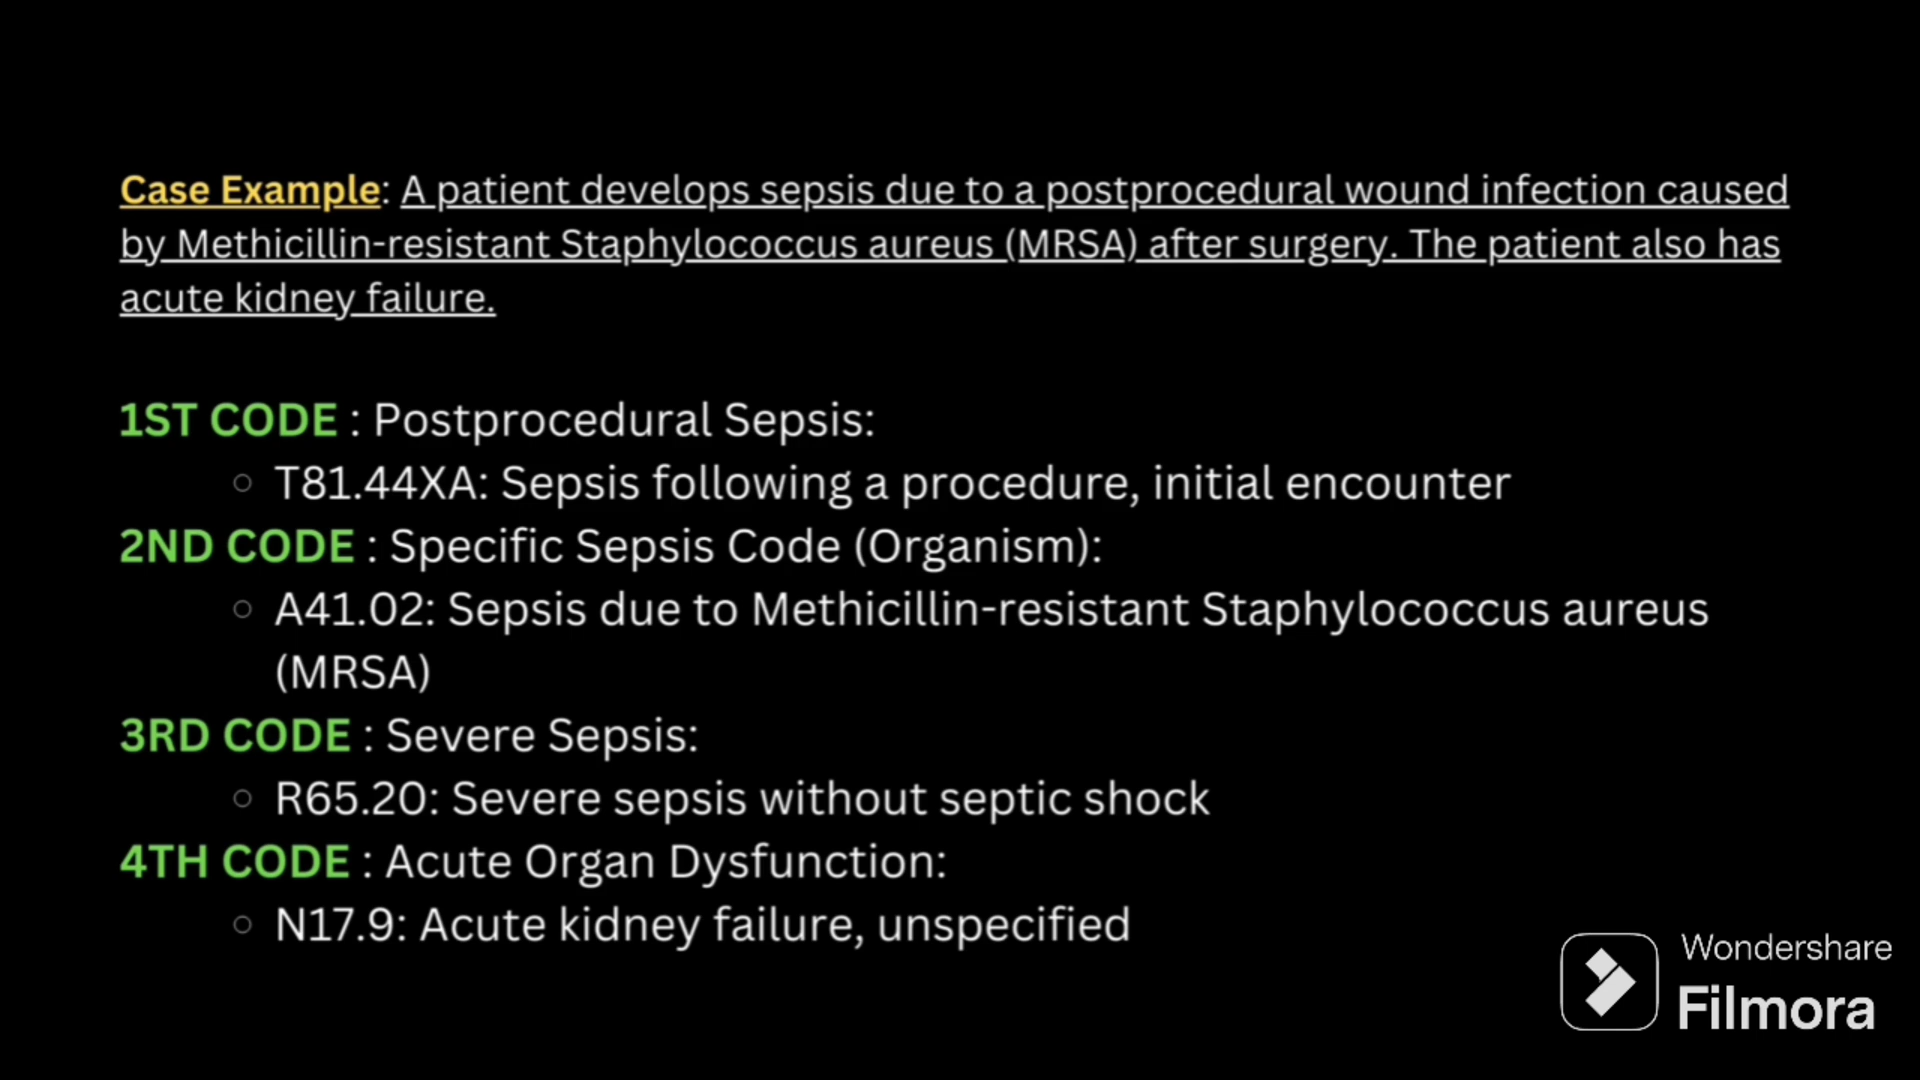 Case Example: A patient develops sepsis due to a postprocedural wound infection caused
by Methicillin-resistant Staphylococcus aureus (MRSA) after surgery. The patient also has
acute kidney failure.
1ST CODE : Postprocedural Sepsis:
○ T81.44XA: Sepsis following a procedure, initial encounter
2ND CODE : Specific Sepsis Code (Organism):
○ A41.02: Sepsis due to Methicillin-resistant Staphylococcus aureus
(MRSA)
3RD CODE : Severe Sepsis:
○ R65.20: Severe sepsis without septic shock
4TH CODE : Acute Organ Dysfunction:
○ N17.9: Acute kidney failure, unspecified
Wondershare
Filmora